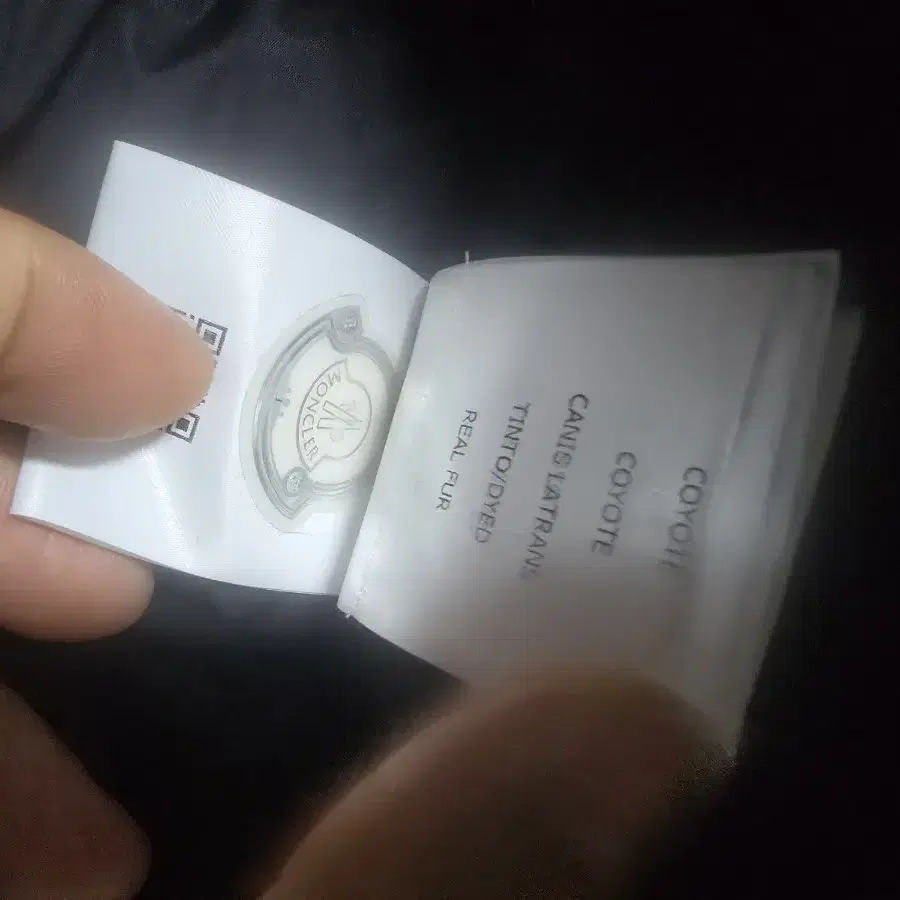 MONCLER
COYOTE
CANIS LATRANS
TINTO/DYED
REAL FUR